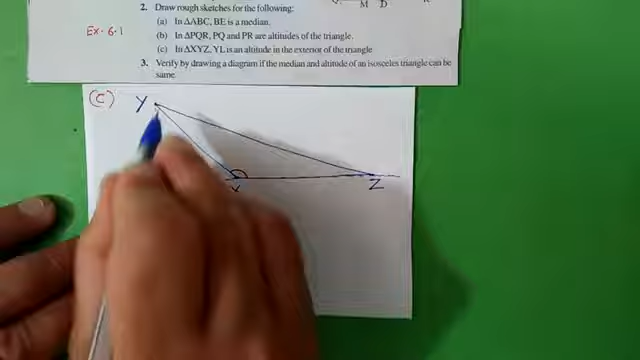 M D
2. Draw rough sketches for the following:
Ex. 6.1
(a) In ΔABC, BE is a median.
(b) In ΔPQR, PQ and PR are altitudes of the triangle.
(c) In ΔXYZ, YL is an altitude in the exterior of the triangle
3. Verify by drawing a diagram if the median and altitude of an isosceles triangle can be
same.
(C)
Y
X
Z